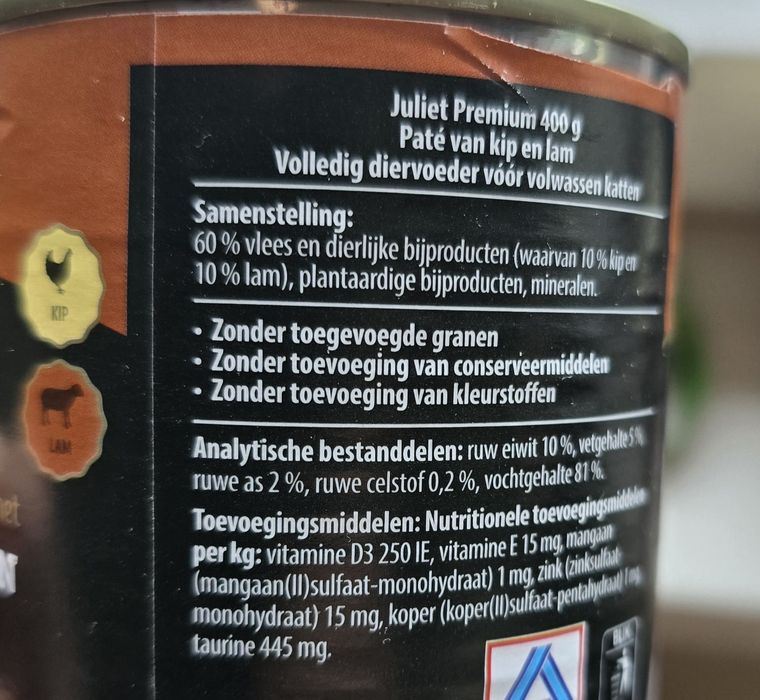 Juliet Premium 400 g
Paté van kip en lam
Volledig diervoeder vóór volwassen katten
Samenstelling:
60 % vlees en dierlijke bijproducten (waarvan 10 % kip en
10 % lam), plantaardige bijproducten, mineralen.
KIP
• Zonder toegevoegde granen
• Zonder toevoeging van conserveermiddelen
• Zonder toevoeging van kleurstoffen
LAM
Analytische bestanddelen: ruw eiwit 10 %, vetgehalte 5 %,
ruwe as 2 %, ruwe celstof 0,2 %, vochtgehalte 81 %.
Toevoegingsmiddelen: Nutritionele toevoegingsmiddelen
per kg: vitamine D3 250 IE, vitamine E 15 mg, mangaan
(mangaan(II)sulfaat-monohydraat) 1 mg, zink (zinksulfaat-
monohydraat) 15 mg, koper (koper(II)sulfaat-pentahydraat) 1 mg,
taurine 445 mg.
BLIK